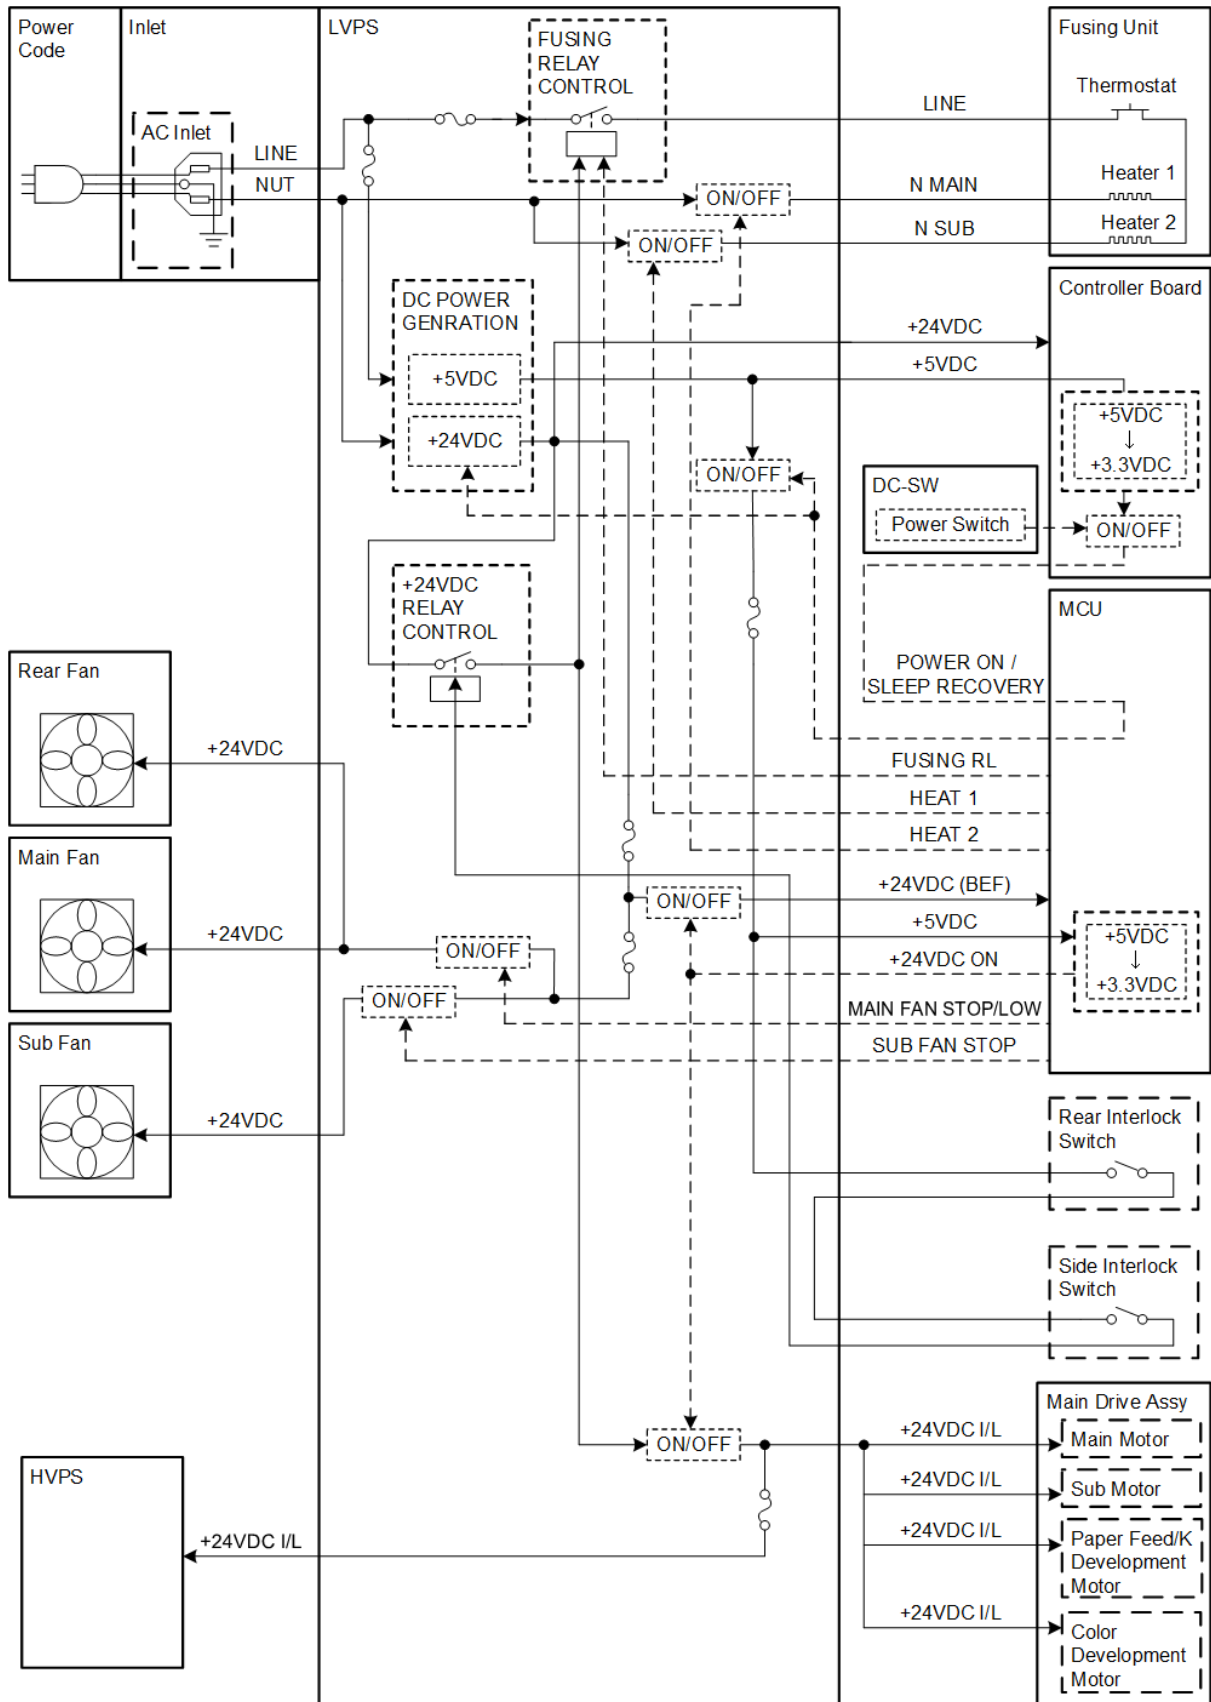 Power
Code
Inlet
LVPS
FUSING
RELAY
CONTROL
Fusing Unit
Thermostat
LINE
AC Inlet
LINE
NUT
Heater 1
N MAIN
ON/OFF
Heater 2
N SUB
ON/OFF
DC POWER
GENRATION
+5VDC
+24VDC
Controller Board
+24VDC
+5VDC
+5VDC
↓
+3.3VDC
ON/OFF
DC-SW
Power Switch
ON/OFF
+24VDC
RELAY
CONTROL
MCU
POWER ON /
SLEEP RECOVERY
FUSING RL
HEAT 1
HEAT 2
Rear Fan
+24VDC
Main Fan
+24VDC
ON/OFF
ON/OFF
+24VDC (BEF)
+5VDC
+24VDC ON
+5VDC
↓
+3.3VDC
ON/OFF
MAIN FAN STOP/LOW
SUB FAN STOP
Sub Fan
+24VDC
Rear Interlock
Switch
Side Interlock
Switch
Main Drive Assy
ON/OFF
+24VDC I/L
Main Motor
+24VDC I/L
Sub Motor
+24VDC I/L
Paper Feed/K
Development
Motor
+24VDC I/L
Color
Development
Motor
HVPS
+24VDC I/L